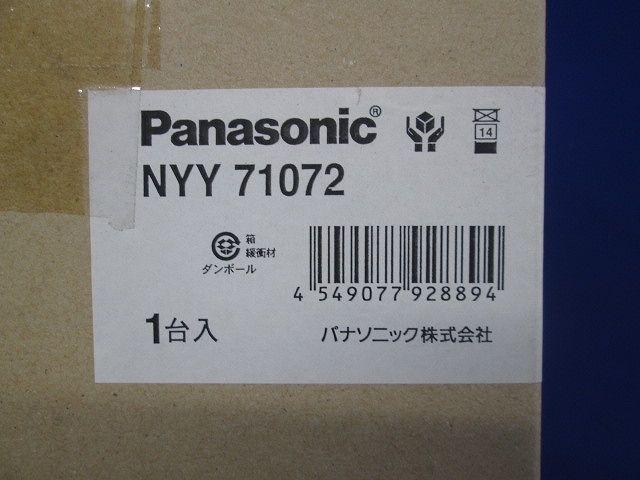 Panasonic®
14
NYY 71072
箱
緩衝材
ダンボール
4 549077 928894
1台入
パナソニック株式会社